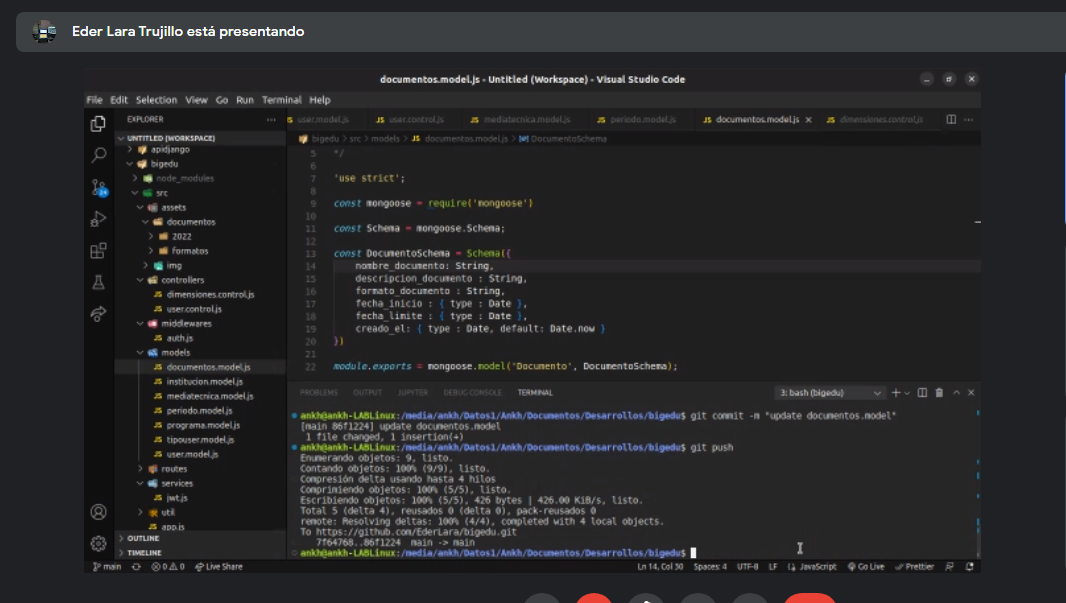 Eder Lara Trujillo está presentando
documentos.model.js - Untitled (Workspace) - Visual Studio Code
File Edit Selection View Go Run Terminal Help
EXPLORER
UNTITLED (WORKSPACE)
apidjango
bigedu
node_modules
src
assets
documentos
2022
formatos
img
controllers
dimensiones.control.js
user.control.js
middlewares
auth.js
models
documentos.model.js
institucion.model.js
mediatecnica.model.js
periodo.model.js
programa.model.js
tipouser.model.js
user.model.js
routes
services
jwt.js
util
app.js
OUTLINE
TIMELINE
JS user.model.js JS user.control.js JS mediatecnica.model.js JS periodo.model.js JS documentos.model.js JS dimensiones.control.js
bigedu > src > models > JS documentos.model.js > DocumentoSchema
5 */
6
7 'use strict';
8
9 const mongoose = require('mongoose')
10
11 const Schema = mongoose.Schema;
12
13 const DocumentoSchema = Schema({
14 nombre_documento: String,
15 descripcion_documento : String,
16 formato_documento : String,
17 fecha_inicio : { type : Date },
18 fecha_limite : { type : Date },
19 creado_el: { type : Date, default: Date.now }
20 })
21
22 module.exports = mongoose.model('Documento', DocumentoSchema);
PROBLEMS OUTPUT JUPYTER DEBUG CONSOLE TERMINAL 3: bash (bigedu)
ankh@ankh-LABLinux:/media/ankh/Datos1/Ankh/Documentos/Desarrollos/bigedu$ git commit -m "update documentos.model"
[main 86f1224] update documentos.model
1 file changed, 1 insertion(+)
ankh@ankh-LABLinux:/media/ankh/Datos1/Ankh/Documentos/Desarrollos/bigedu$ git push
Enumerando objetos: 9, listo.
Contando objetos: 100% (9/9), listo.
Compresión delta usando hasta 4 hilos
Comprimiendo objetos: 100% (5/5), listo.
Escribiendo objetos: 100% (5/5), 426 bytes | 426.00 KiB/s, listo.
Total 5 (delta 4), reusados 0 (delta 0), pack-reusados 0
remote: Resolving deltas: 100% (4/4), completed with 4 local objects.
To https://github.com/EderLara/bigedu.git
7f64768..86f1224 main -> main
ankh@ankh-LABLinux:/media/ankh/Datos1/Ankh/Documentos/Desarrollos/bigedu$
main 0 0 Live Share Ln 14, Col 30 Spaces: 4 UTF-8 LF JavaScript Go Live Prettier